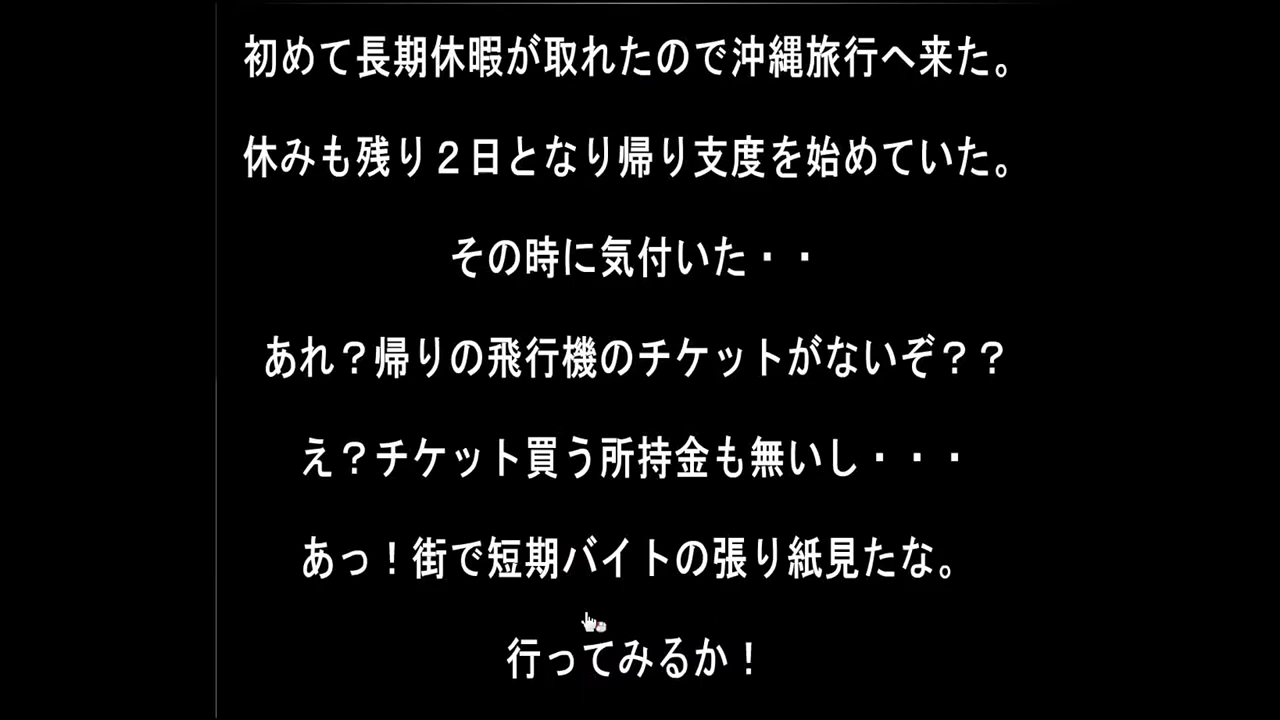 初めて長期休暇が取れたので沖縄旅行へ来た。
休みも残り２日となり帰り支度を始めていた。
その時に気付いた・・
あれ？帰りの飛行機のチケットがないぞ？？
え？チケット買う所持金も無いし・・・
あっ！街で短期バイトの張り紙見たな。
行ってみるか！